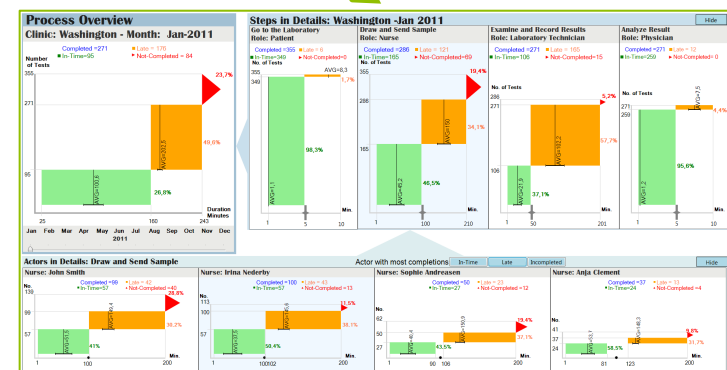 Process Overview
Clinic: Washington - Month: Jan-2011
Completed =271 Late = 176
In-Time=95 Not-Completed = 84
Number of Tests
355
271
95
23,7%
49,6%
26,8%
AVG=100,6
AVG=202,5
Duration Minutes
25 160 243
Jan Feb Mar Apr May Jun Jul Aug Sep Oct Nov Dec
2011
Steps in Details: Washington -Jan 2011
Hide
Go to the Laboratory
Role: Patient
Completed =355 Late = 6
In-Time=349 Not-Completed=0
No. of Tests
355
349
AVG=8,3
1,7%
98,3%
AVG=1,1
Min.
1 5 10
Draw and Send Sample
Role: Nurse
Completed =286 Late = 121
In-Time=165 Not-Completed=69
No. of Tests
355
286
165
19,4%
34,1%
46,5%
AVG=45,2
AVG=150
Min.
1 100 210
Examine and Record Results
Role: Laboratory Technician
Completed =271 Late = 165
In-Time=106 Not-Completed=15
No. of Tests
286
271
106
5,2%
57,7%
37,1%
AVG=21,9
AVG=102,2
Min.
1 50 201
Analyze Result
Role: Physician
Completed =271 Late = 12
In-Time=259 Not-Completed= 0
No. of Tests
271
259
AVG=7,5
4,4%
95,6%
AVG=1,2
Min.
1 5 10
Actors in Details: Draw and Send Sample
Actor with most completions In-Time Late Incompleted
Hide
Nurse: John Smith
Completed =99 Late = 42
In-Time=57 Not-Completed=40
No.
139
99
57
28.8%
30,2%
41%
Min.
1 100 200
Nurse: Irina Nederby
Completed =100 Late = 43
In-Time=57 Not-Completed = 13
No.
113
100
57
11.5%
38,1%
50.4%
Min.
1 100102 200
Nurse: Sophie Andreasen
Completed =50 Late = 23
In-Time=27 Not-Completed = 12
No.
62
50
27
19.4%
37.1%
43,5%
AVG=150,9
Min.
1 90 106 200
Nurse: Anja Clement
Completed =37 Late = 13
In-Time=24 Not-Completed = 4
No.
41
37
24
9.8%
31,7%
58,5%
AVG=148,3
Min.
1 81 123 200